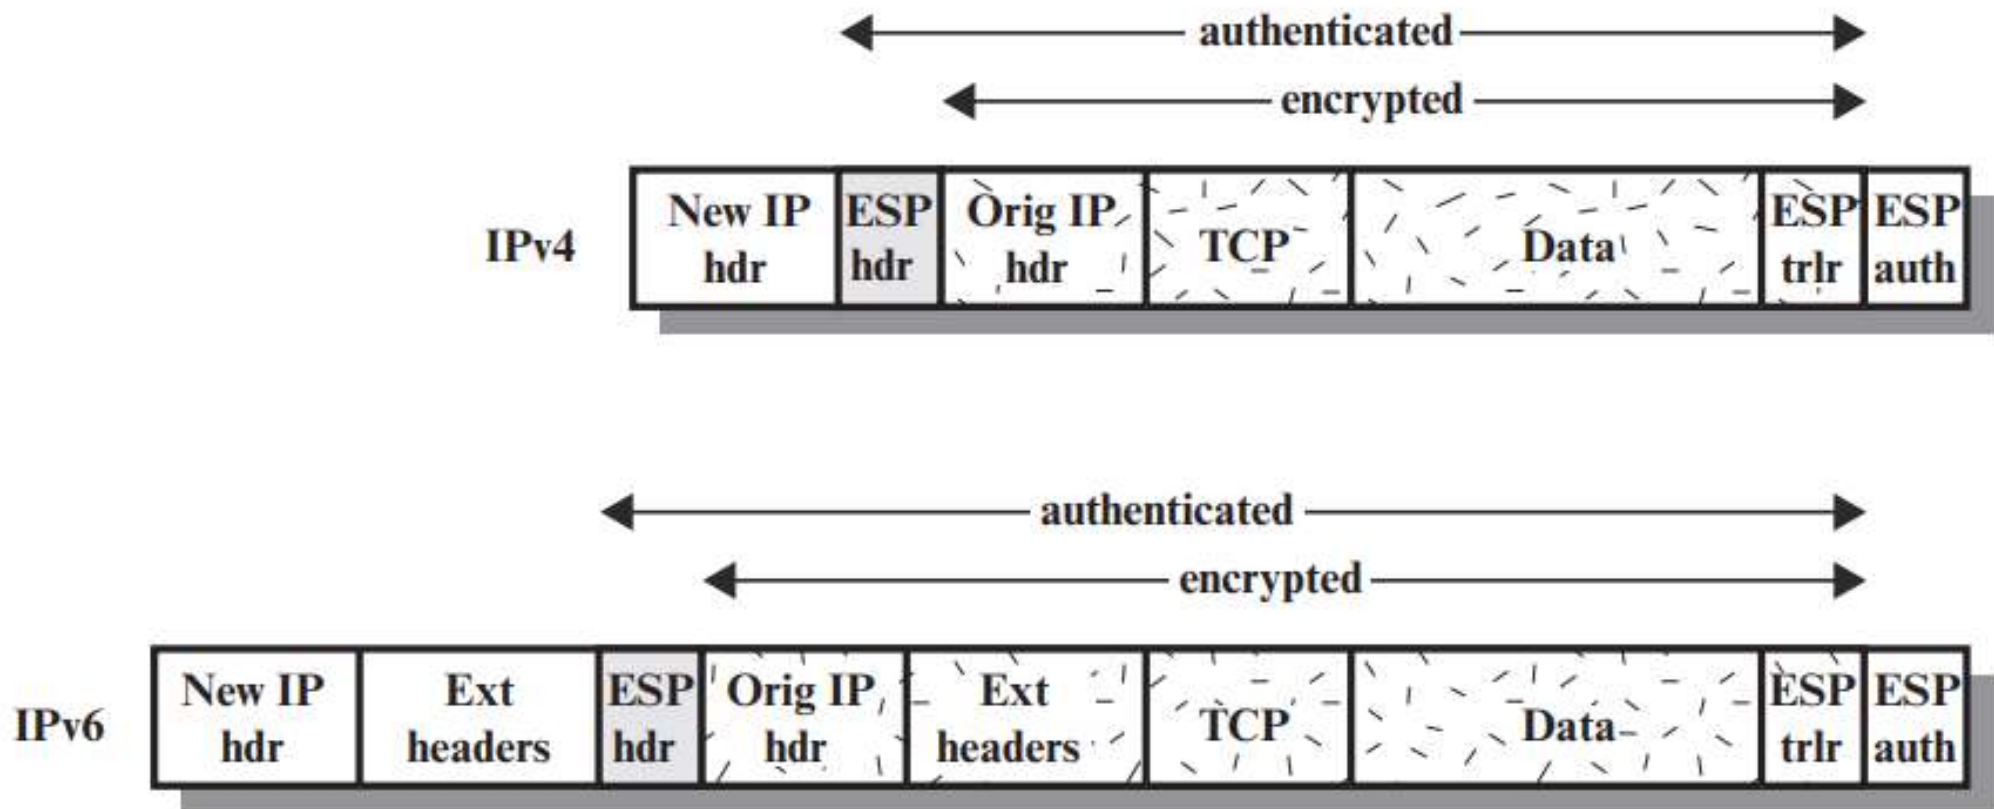 authenticated
encrypted
IPv4
New IP
hdr
ESP
hdr
Orig IP
hdr
TCP
Data
ESP
trlr
ESP
auth
authenticated
encrypted
IPv6
New IP
hdr
Ext
headers
ESP
hdr
Orig IP
hdr
Ext
headers
TCP
Data
ESP
trlr
ESP
auth